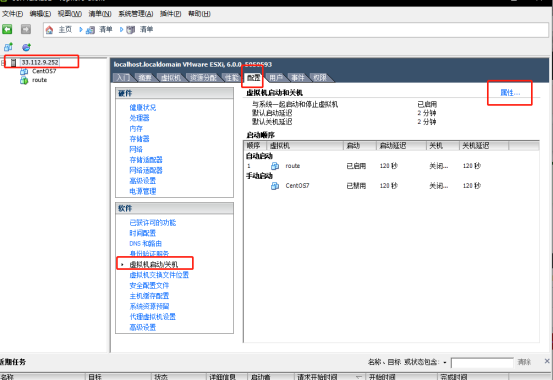 文件(F) 编辑(E) 视图(W) 清单(N) 系统管理(A) 插件(P) 帮助(H)
主页 清单 清单
33.112.9.252
CentOS7
route
localhost.localdomain VMware ESXi, 6.0.0
入门 摘要 虚拟机 资源分配 性能 配置 用户 事件 权限
硬件
健康状况
处理器
内存
存储器
网络
存储适配器
网络适配器
高级设置
电源管理
软件
已获许可的功能
时间配置
DNS 和路由
身份验证服务
虚拟机启动/关机
虚拟机交换文件位置
安全配置文件
主机缓存配置
系统资源预留
代理虚拟机设置
高级设置
虚拟机启动和关机
属性...
与系统一起启动和停止虚拟机 已启用
默认启动延迟 2 分钟
默认关机延迟 2 分钟
启动顺序
顺序 虚拟机 启动 启动延迟 关机 关机延迟
自动启动
1 route 已启用 120 秒 关闭... 120 秒
手动启动
CentOS7 已禁用 120 秒 关闭... 120 秒
近期任务
名称、目标 或状态包含: 清除
名称 目标 状态 详细信息 启动者 请求开始时间 开始时间 完成时间